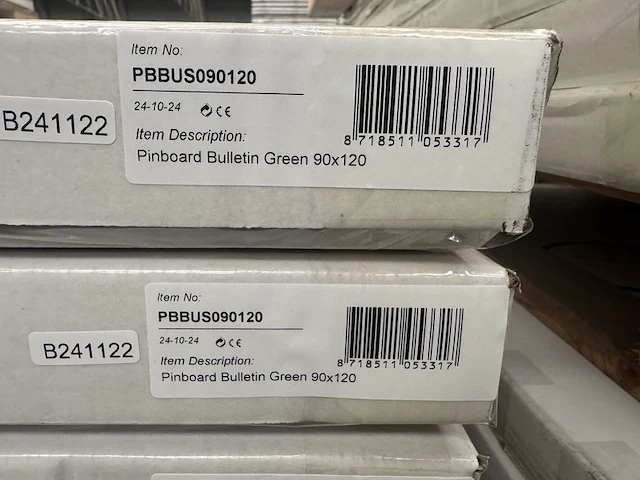 Item No:
PBBUS090120
24-10-24 CE
Item Description:
Pinboard Bulletin Green 90x120
8 718511 053317
B241122
Item No:
PBBUS090120
24-10-24 CE
Item Description:
Pinboard Bulletin Green 90x120
8 718511 053317
B241122